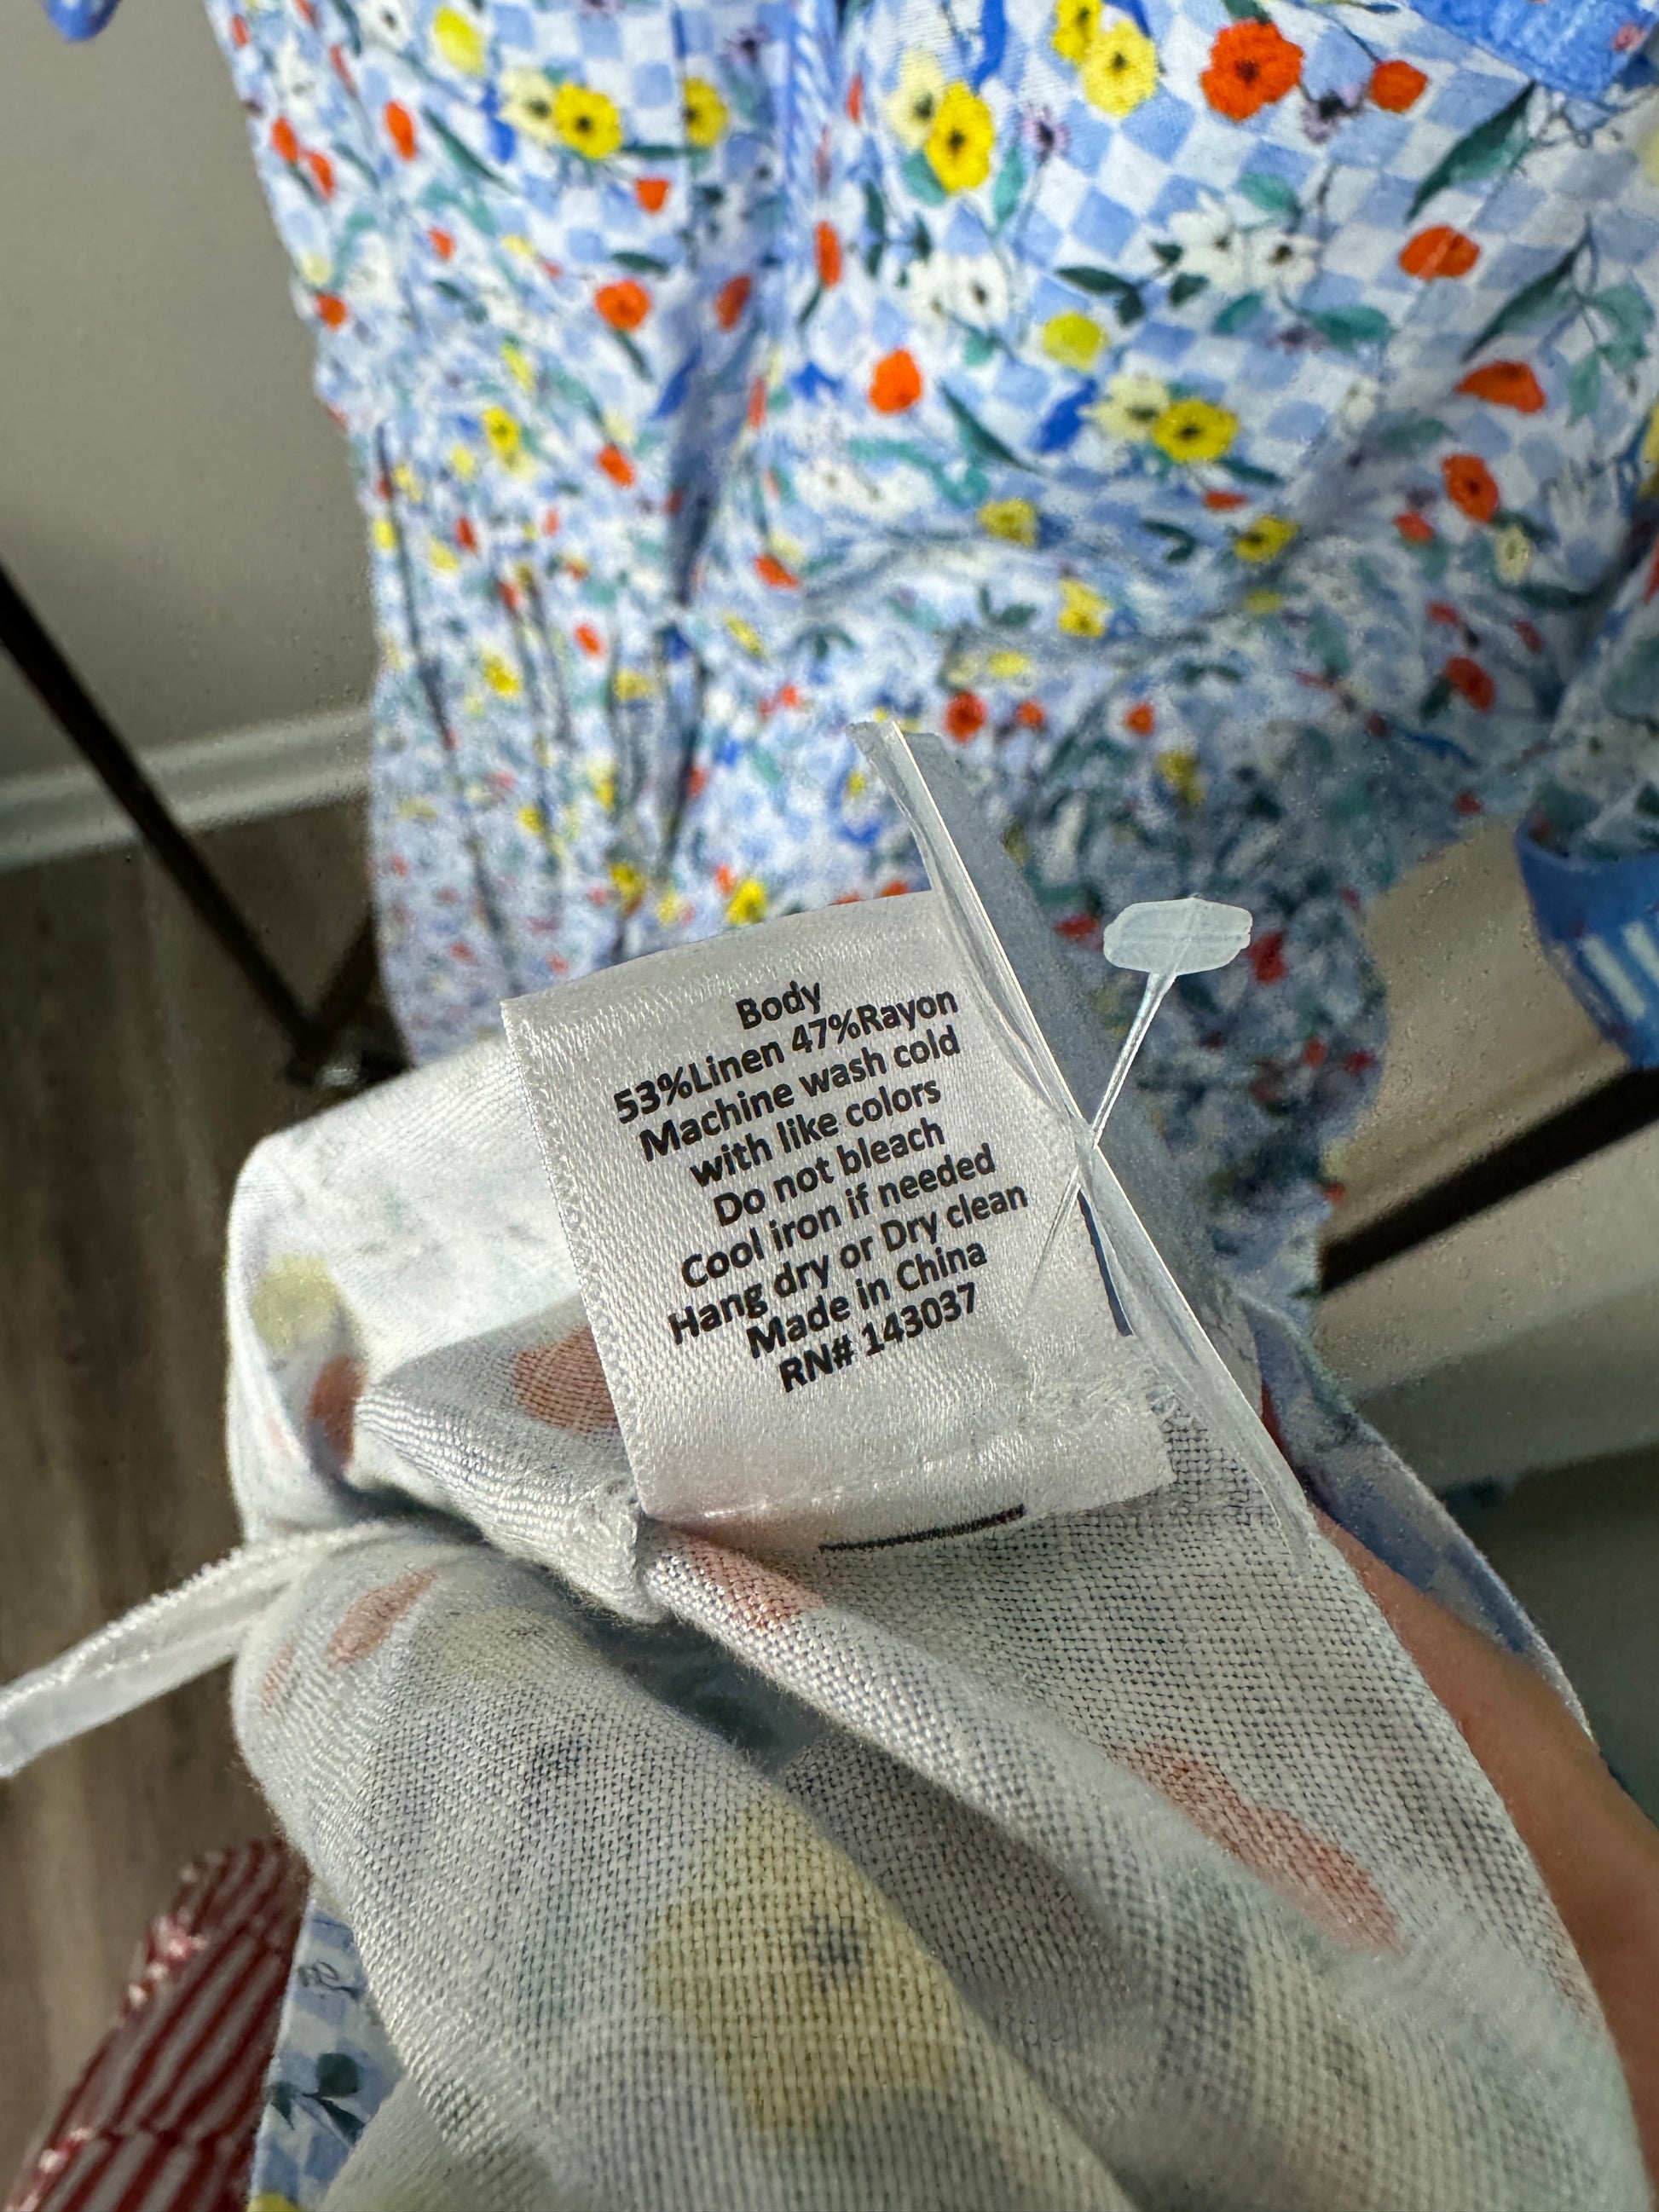 Body
53%Linen 47%Rayon
Machine wash cold
with like colors
Do not bleach
Cool iron if needed
Hang dry or Dry clean
Made in China
RN# 143037